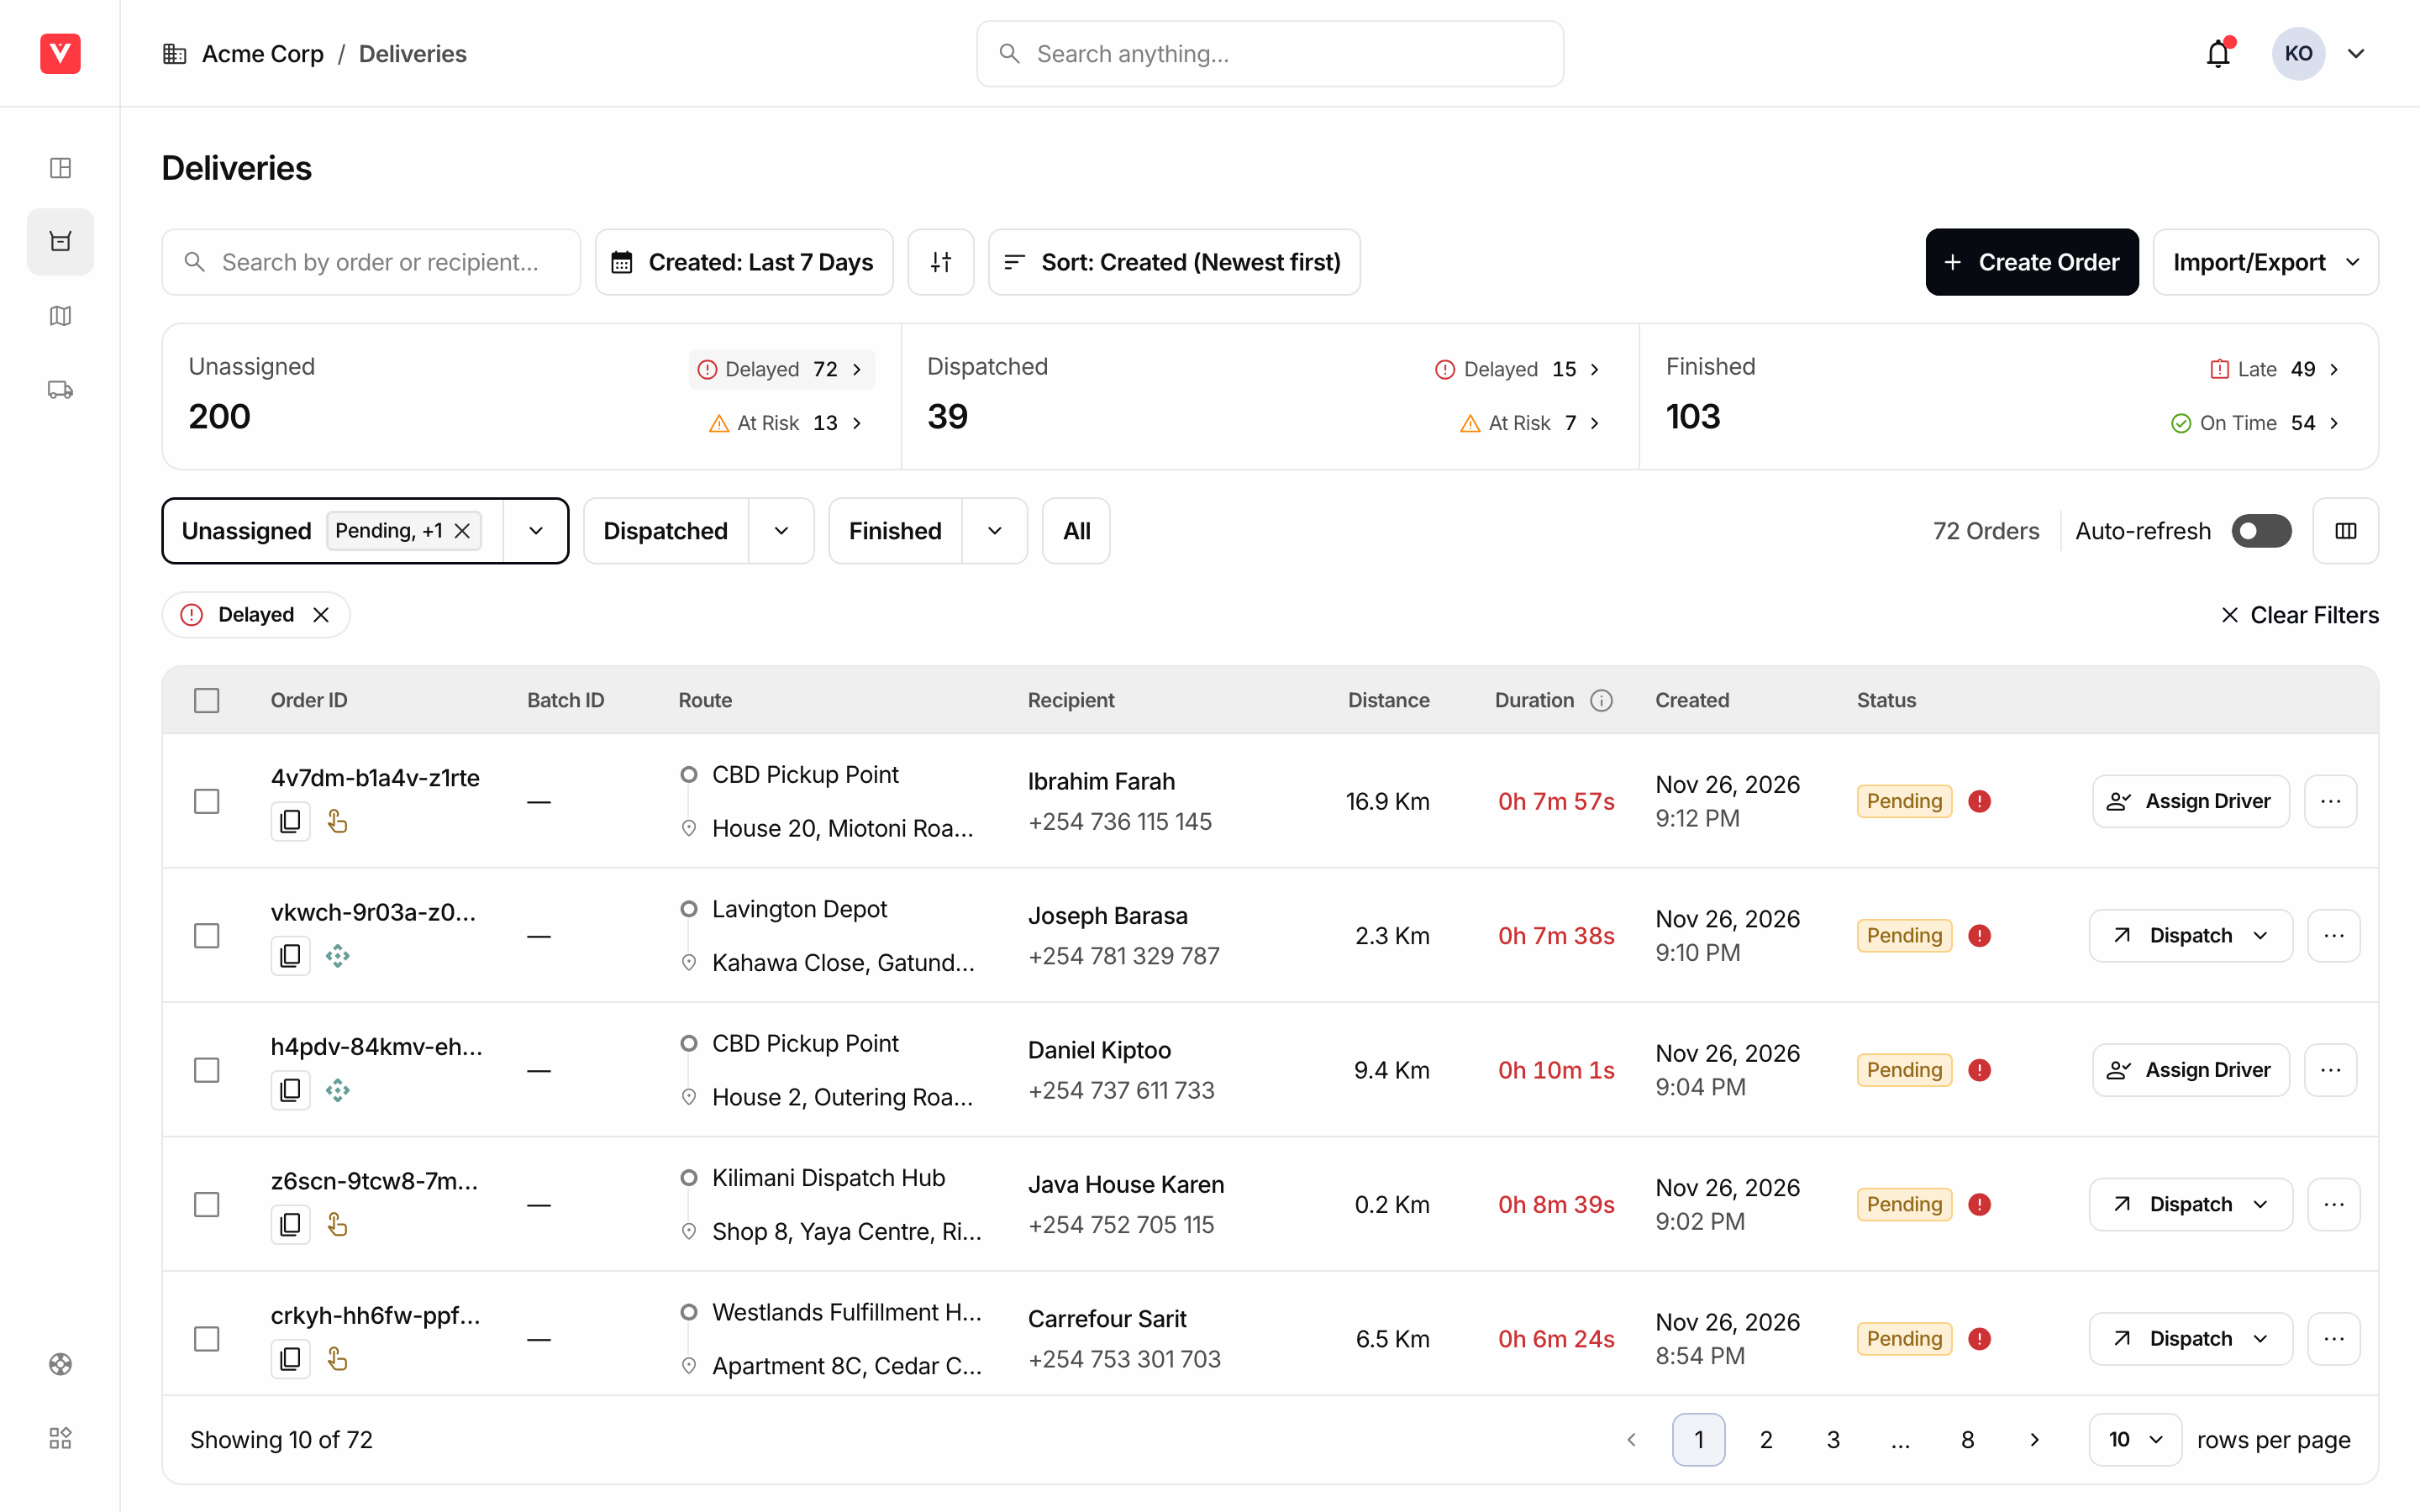 V
Acme Corp / Deliveries
Search anything...
KO
Deliveries
Search by order or recipient...
Created: Last 7 Days
Sort: Created (Newest first)
+ Create Order
Import/Export
Unassigned
200
Delayed 72
At Risk 13
Dispatched
39
Delayed 15
At Risk 7
Finished
103
Late 49
On Time 54
Unassigned Pending, +1
Dispatched
Finished
All
72 Orders
Auto-refresh
Delayed
Clear Filters
Order ID Batch ID Route Recipient Distance Duration Created Status
4v7dm-b1a4v-z1rte
—
CBD Pickup Point
House 20, Miotoni Roa...
Ibrahim Farah
+254 736 115 145
16.9 Km
0h 7m 57s
Nov 26, 2026
9:12 PM
Pending
Assign Driver
...
vkwch-9r03a-z0...
—
Lavington Depot
Kahawa Close, Gatund...
Joseph Barasa
+254 781 329 787
2.3 Km
0h 7m 38s
Nov 26, 2026
9:10 PM
Pending
Dispatch
...
h4pdv-84kmv-eh...
—
CBD Pickup Point
House 2, Outering Roa...
Daniel Kiptoo
+254 737 611 733
9.4 Km
0h 10m 1s
Nov 26, 2026
9:04 PM
Pending
Assign Driver
...
z6scn-9tcw8-7m...
—
Kilimani Dispatch Hub
Shop 8, Yaya Centre, Ri...
Java House Karen
+254 752 705 115
0.2 Km
0h 8m 39s
Nov 26, 2026
9:02 PM
Pending
Dispatch
...
crkyh-hh6fw-ppf...
—
Westlands Fulfillment H...
Apartment 8C, Cedar C...
Carrefour Sarit
+254 753 301 703
6.5 Km
0h 6m 24s
Nov 26, 2026
8:54 PM
Pending
Dispatch
...
Showing 10 of 72
1 2 3 ... 8
10 rows per page